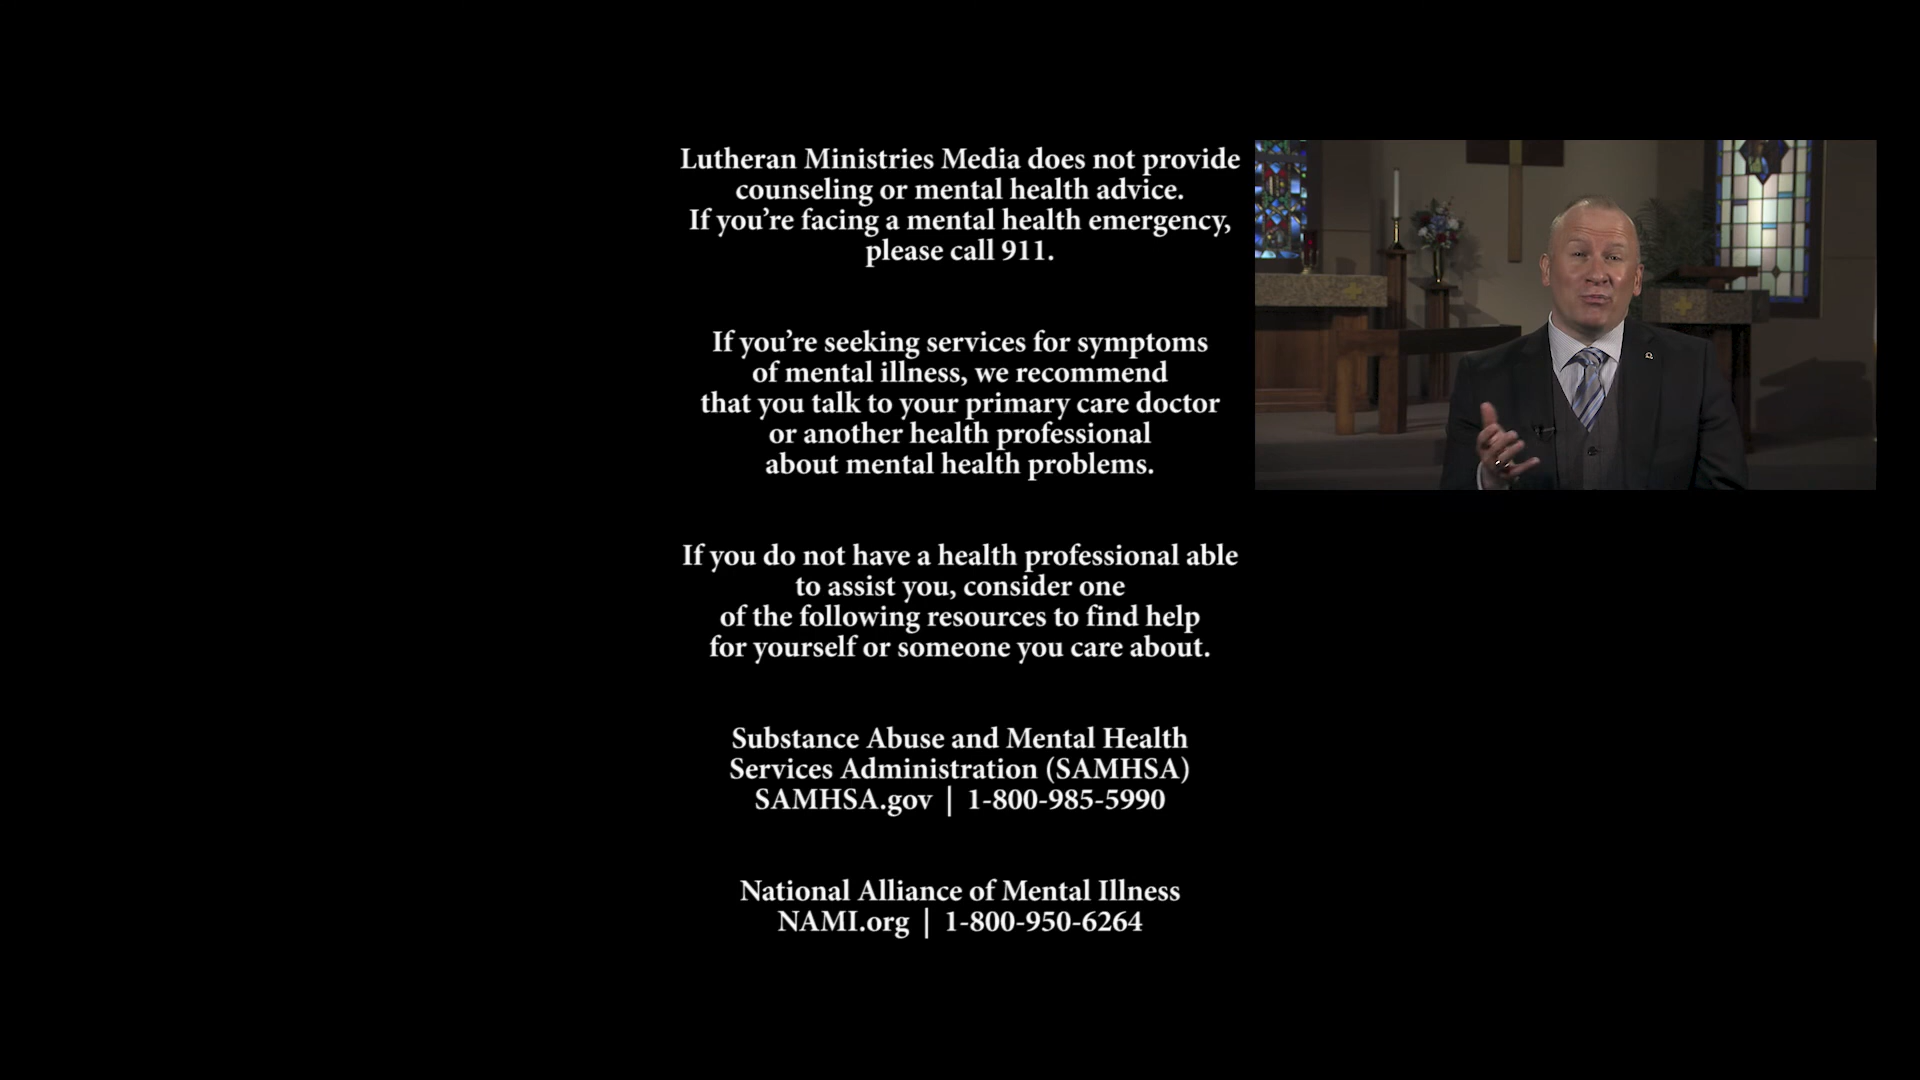 Lutheran Ministries Media does not provide
counseling or mental health advice.
If you’re facing a mental health emergency,
please call 911.
If you’re seeking services for symptoms
of mental illness, we recommend
that you talk to your primary care doctor
or another health professional
about mental health problems.
If you do not have a health professional able
to assist you, consider one
of the following resources to find help
for yourself or someone you care about.
Substance Abuse and Mental Health
Services Administration (SAMHSA)
SAMHSA.gov | 1-800-985-5990
National Alliance of Mental Illness
NAMI.org | 1-800-950-6264